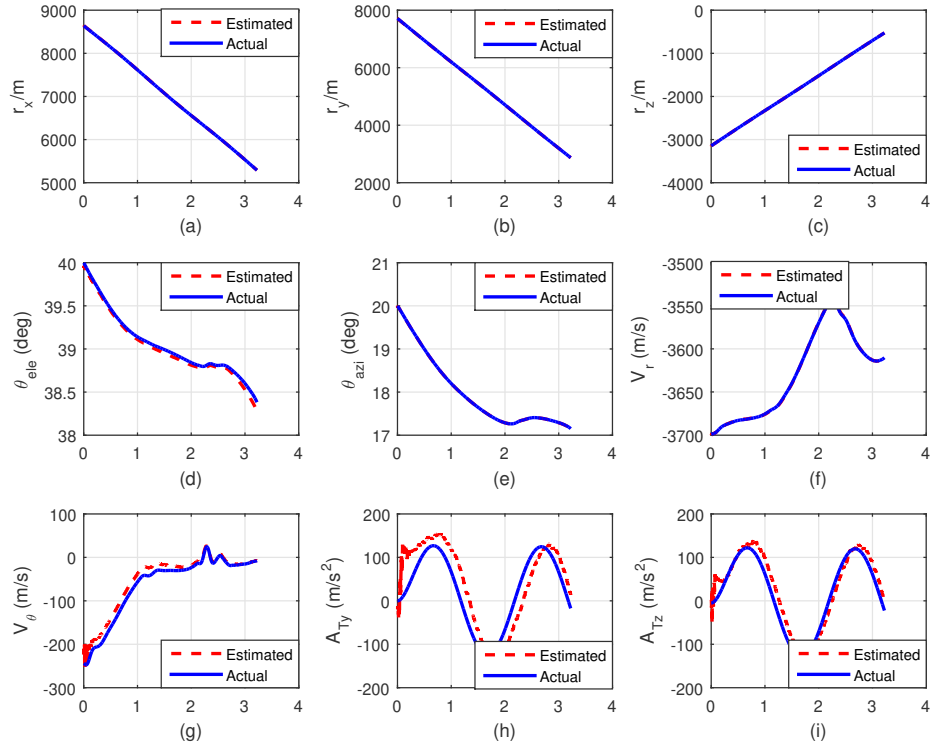 r_x/m
9000
8000
7000
6000
5000
0 1 2 3 4
(a)
Estimated
Actual
r_y/m
8000
6000
4000
2000
0 1 2 3 4
(b)
Estimated
Actual
r_z/m
0
-1000
-2000
-3000
-4000
0 1 2 3 4
(c)
Estimated
Actual
θ_ele (deg)
40
39.5
39
38.5
38
0 1 2 3 4
(d)
Estimated
Actual
θ_azi (deg)
21
20
19
18
17
0 1 2 3 4
(e)
Estimated
Actual
V_r (m/s)
-3500
-3550
-3600
-3650
-3700
0 1 2 3 4
(f)
Estimated
Actual
V_θ (m/s)
100
0
-100
-200
-300
0 1 2 3 4
(g)
Estimated
Actual
A_Ty (m/s²)
200
100
0
-100
-200
0 1 2 3 4
(h)
Estimated
Actual
A_Tz (m/s²)
200
100
0
-100
-200
0 1 2 3 4
(i)
Estimated
Actual